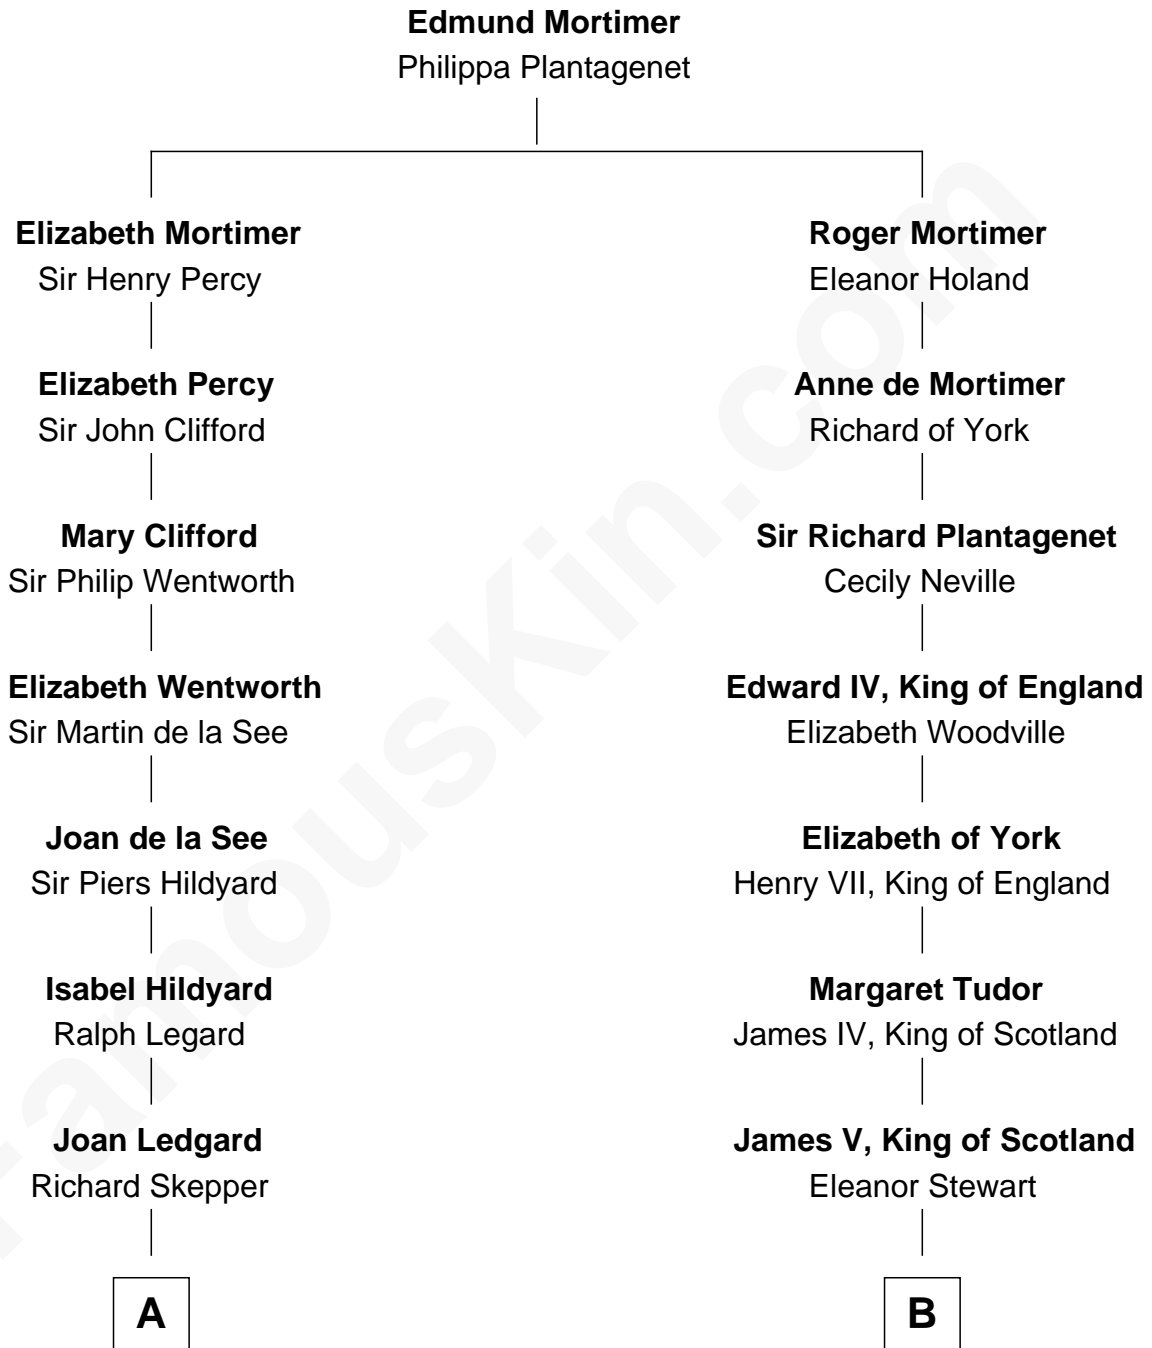 Edmund Mortimer
Philippa Plantagenet
Elizabeth Mortimer
Sir Henry Percy
Roger Mortimer
Eleanor Holand
Elizabeth Percy
Sir John Clifford
Anne de Mortimer
Richard of York
Mary Clifford
Sir Philip Wentworth
Sir Richard Plantagenet
Cecily Neville
Elizabeth Wentworth
Sir Martin de la See
Edward IV, King of England
Elizabeth Woodville
Joan de la See
Sir Piers Hildyard
Elizabeth of York
Henry VII, King of England
Isabel Hildyard
Ralph Legard
Margaret Tudor
James IV, King of Scotland
Joan Ledgard
Richard Skepper
James V, King of Scotland
Eleanor Stewart
A
B
FamousKin.com